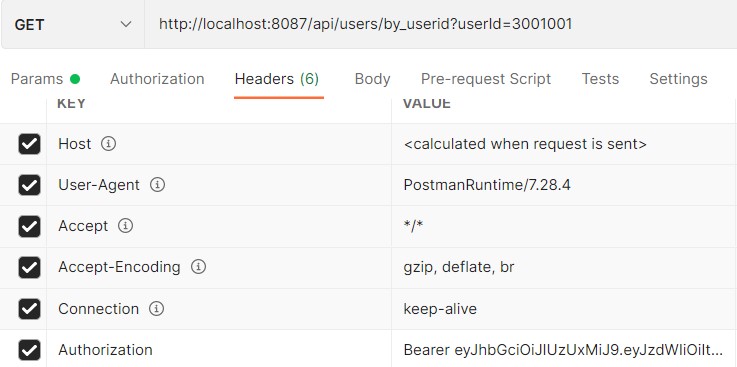 GET http://localhost:8087/api/users/by_userid?userId=3001001
Params Authorization Headers (6) Body Pre-request Script Tests Settings
KEY VALUE
Host <calculated when request is sent>
User-Agent PostmanRuntime/7.28.4
Accept */*
Accept-Encoding gzip, deflate, br
Connection keep-alive
Authorization Bearer eyJhbGciOiJIUzUxMiJ9.eyJzdWIiOiIt...